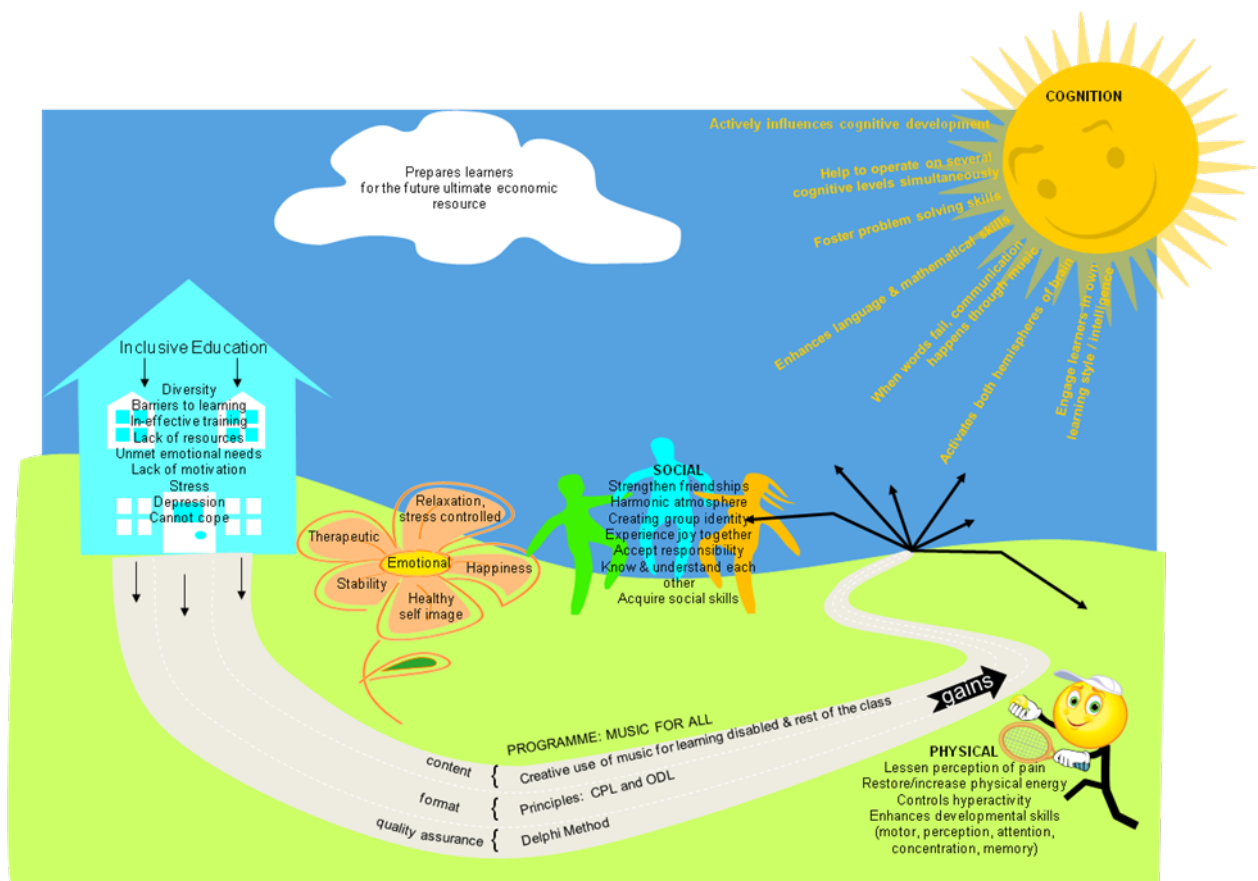 COGNITION
Actively influences cognitive development
Help to operate on several
cognitive levels simultaneously
Foster problem solving skills
Enhances language & mathematical skills
When words fail, communication
happens through music
Activates both hemispheres of brain
Engage learners in own
learning style / intelligence
Prepares learners
for the future ultimate economic
resource
Inclusive Education
Diversity
Barriers to learning
In-effective training
Lack of resources
Unmet emotional needs
Lack of motivation
Stress
Depression
Cannot cope
Relaxation,
stress controlled
Therapeutic
Emotional
Happiness
Stability
Healthy
self image
SOCIAL
Strengthen friendships
Harmonic atmosphere
Creating group identity
Experience joy together
Accept responsibility
Know & understand each
other
Acquire social skills
gains
PROGRAMME: MUSIC FOR ALL
content { Creative use of music for learning disabled & rest of the class
format { Principles: CPL and ODL
quality assurance { Delphi Method
PHYSICAL
Lessen perception of pain
Restore/increase physical energy
Controls hyperactivity
Enhances developmental skills
(motor, perception, attention,
concentration, memory)